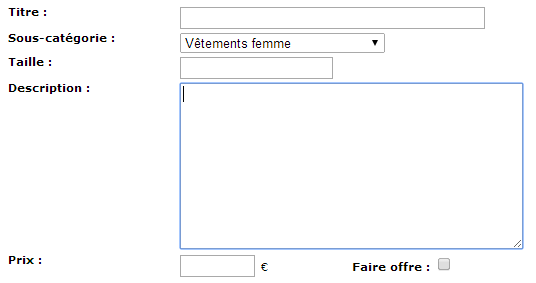 Titre :
Sous-catégorie : Vêtements femme
Taille :
Description :
Prix : € Faire offre :